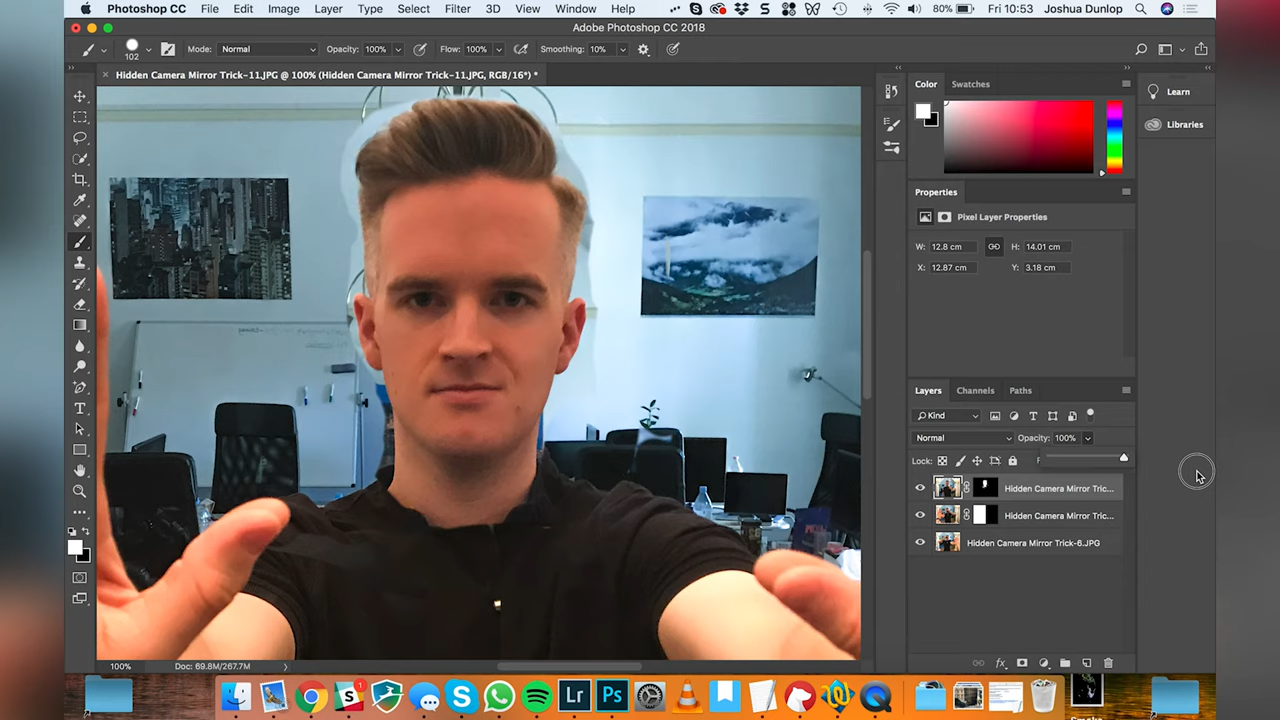 Photoshop CC File Edit Image Layer Type Select Filter 3D View Window Help 80% Fri 10:53 Joshua Dunlop
Adobe Photoshop CC 2018
102 Mode: Normal Opacity: 100% Flow: 100% Smoothing: 10%
Hidden Camera Mirror Trick-11.JPG @ 100% (Hidden Camera Mirror Trick-11.JPG, RGB/16*) *
Color Swatches
Learn
Libraries
Properties
Pixel Layer Properties
W: 12.8 cm H: 14.01 cm
X: 12.87 cm Y: 3.18 cm
Layers Channels Paths
Kind
Normal Opacity: 100%
Lock:
Hidden Camera Mirror Tric...
Hidden Camera Mirror Tric...
Hidden Camera Mirror Trick-6.JPG
fx
100% Doc: 69.8M/267.7M
1
Lr Ps